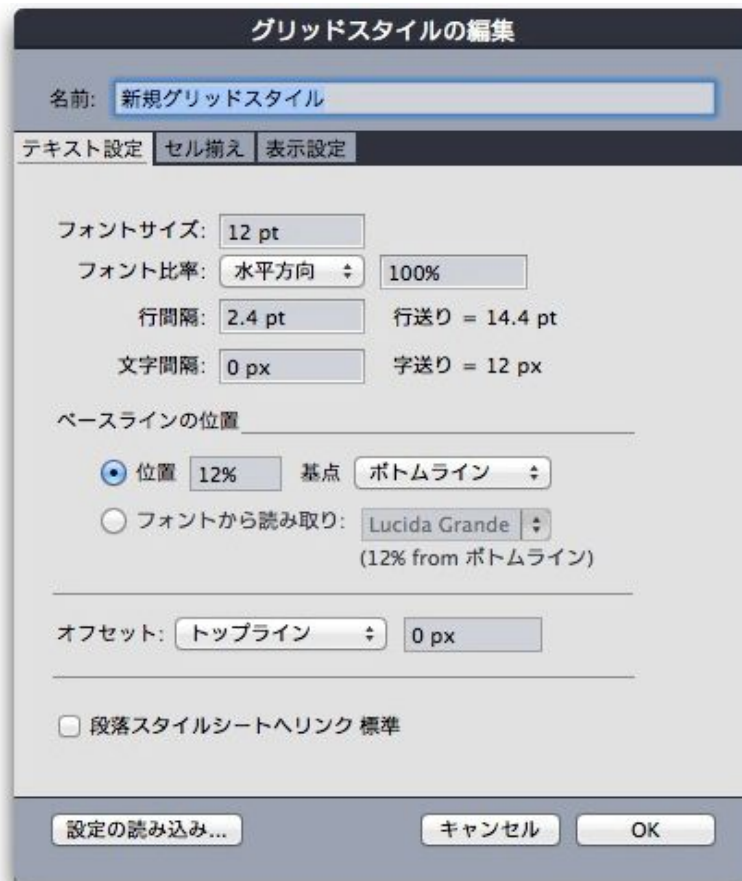 グリッドスタイルの編集
名前: 新規グリッドスタイル
テキスト設定 セル揃え 表示設定
フォントサイズ: 12 pt
フォント比率: 水平方向 100%
行間隔: 2.4 pt 行送り = 14.4 pt
文字間隔: 0 px 字送り = 12 px
ベースラインの位置
位置 12% 基点 ボトムライン
フォントから読み取り: Lucida Grande
(12% from ボトムライン)
オフセット: トップライン 0 px
段落スタイルシートへリンク 標準
設定の読み込み... キャンセル OK